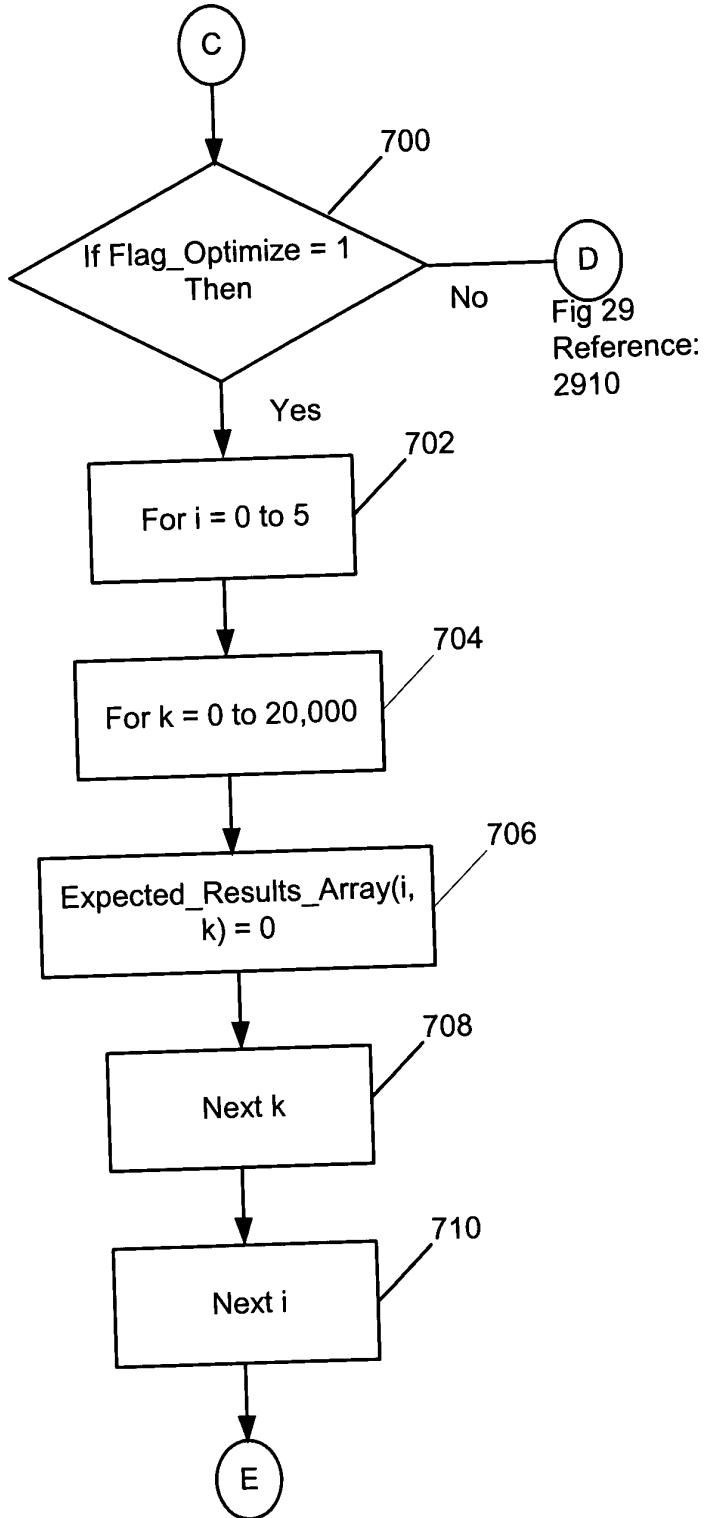 C
700
If Flag_Optimize = 1
Then
No
D
Fig 29
Reference:
2910
Yes
702
For i = 0 to 5
704
For k = 0 to 20,000
706
Expected_Results_Array(i,
k) = 0
708
Next k
710
Next i
E